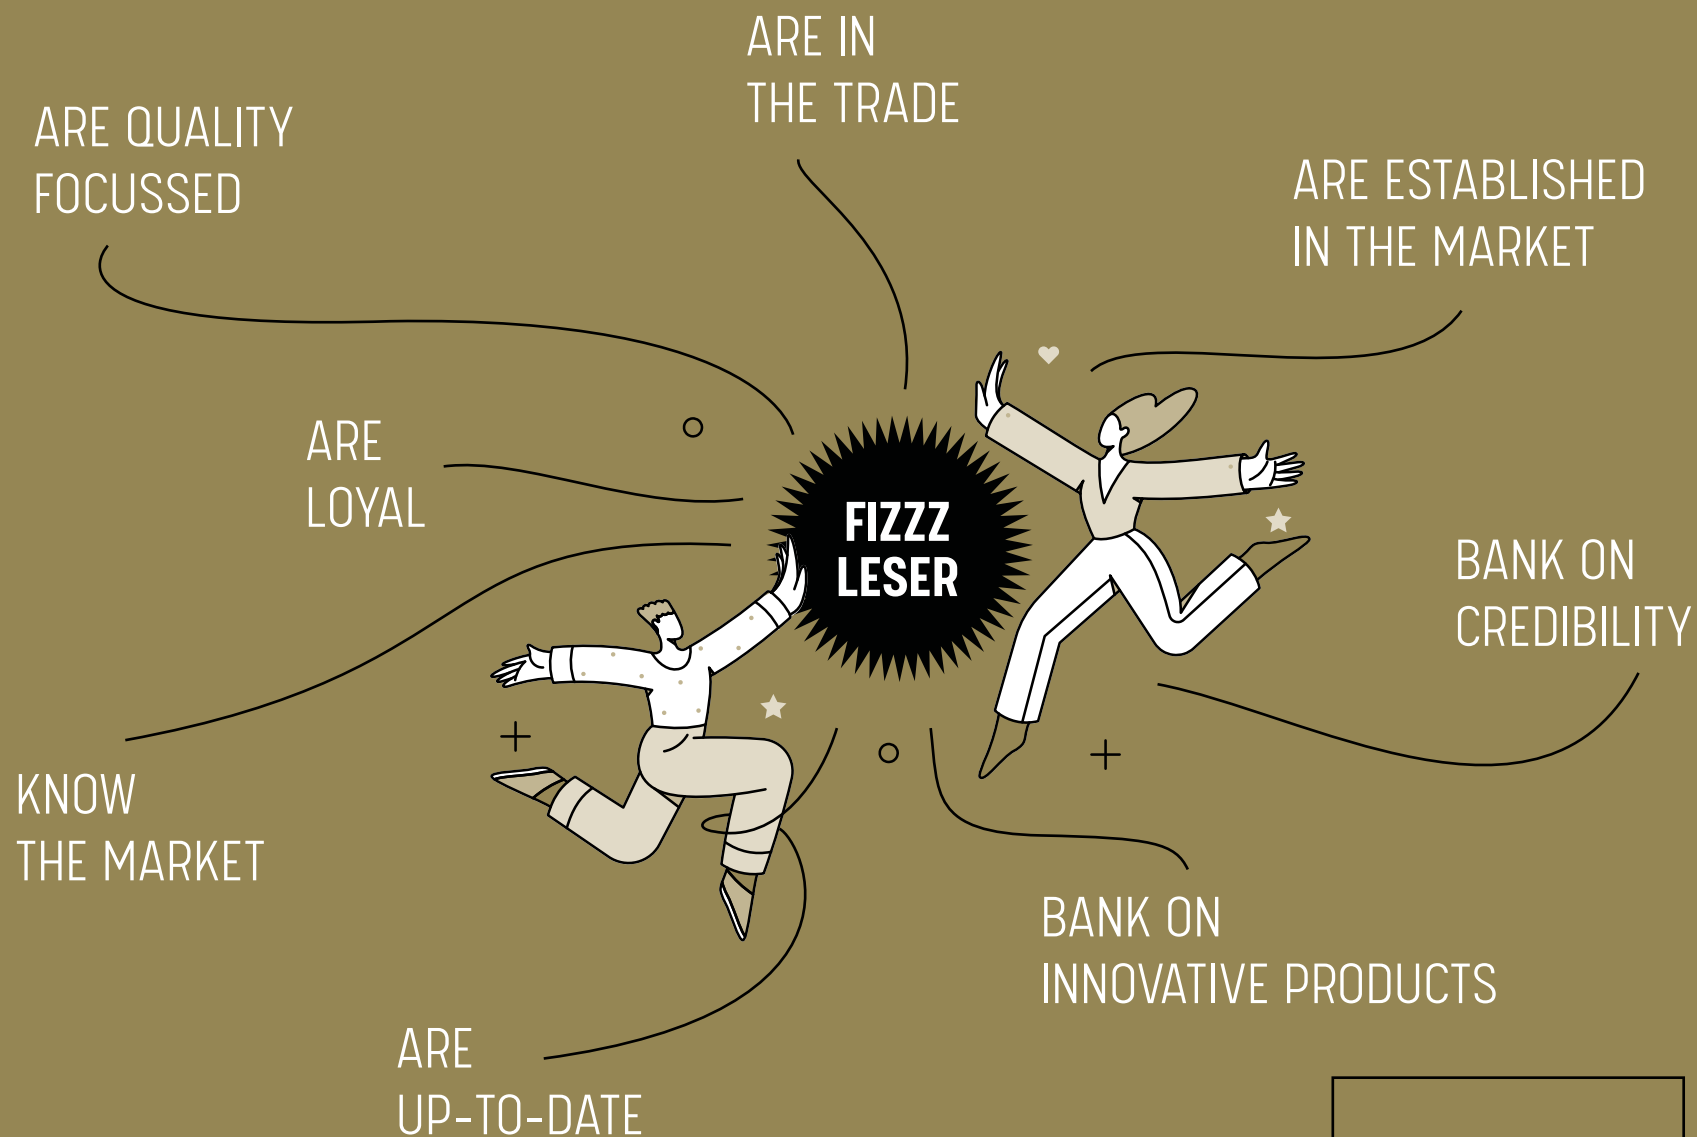 ARE IN
THE TRADE
ARE QUALITY
FOCUSSED
ARE ESTABLISHED
IN THE MARKET
ARE
LOYAL
FIZZZ
LESER
BANK ON
CREDIBILITY
KNOW
THE MARKET
BANK ON
INNOVATIVE PRODUCTS
ARE
UP-TO-DATE